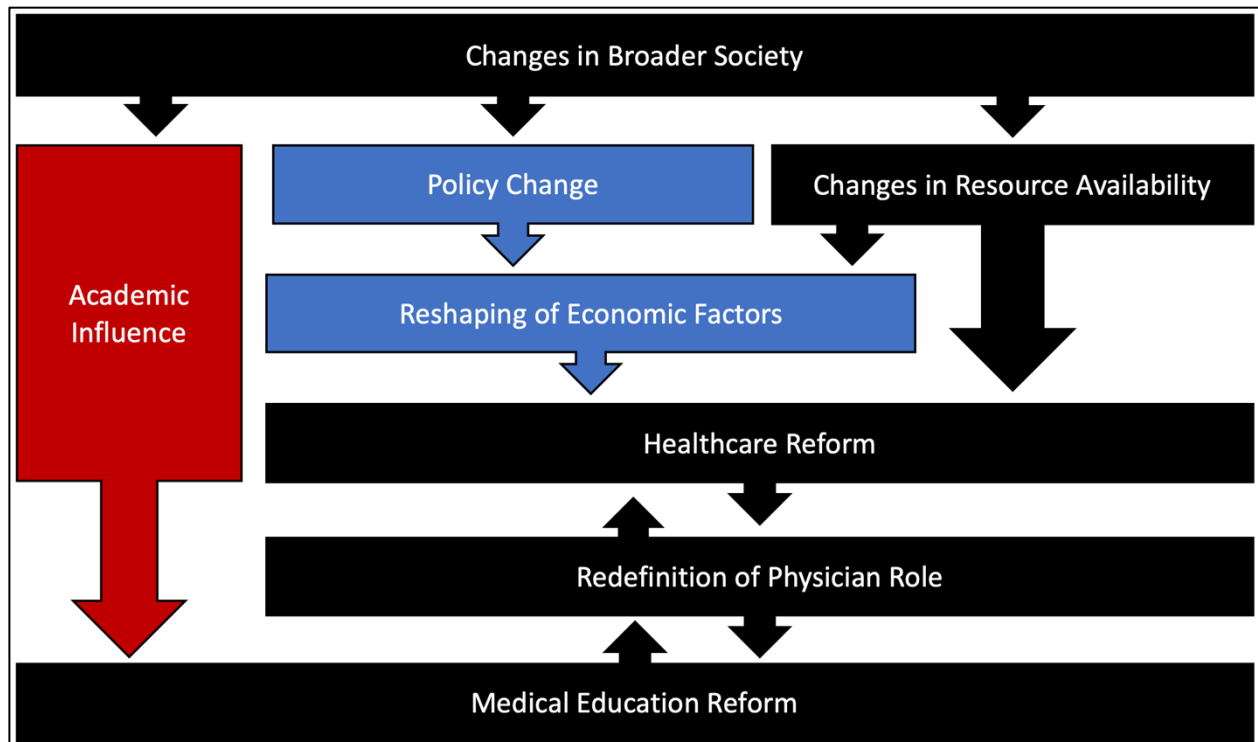 Changes in Broader Society
Policy Change
Changes in Resource Availability
Academic
Influence
Reshaping of Economic Factors
Healthcare Reform
Redefinition of Physician Role
Medical Education Reform